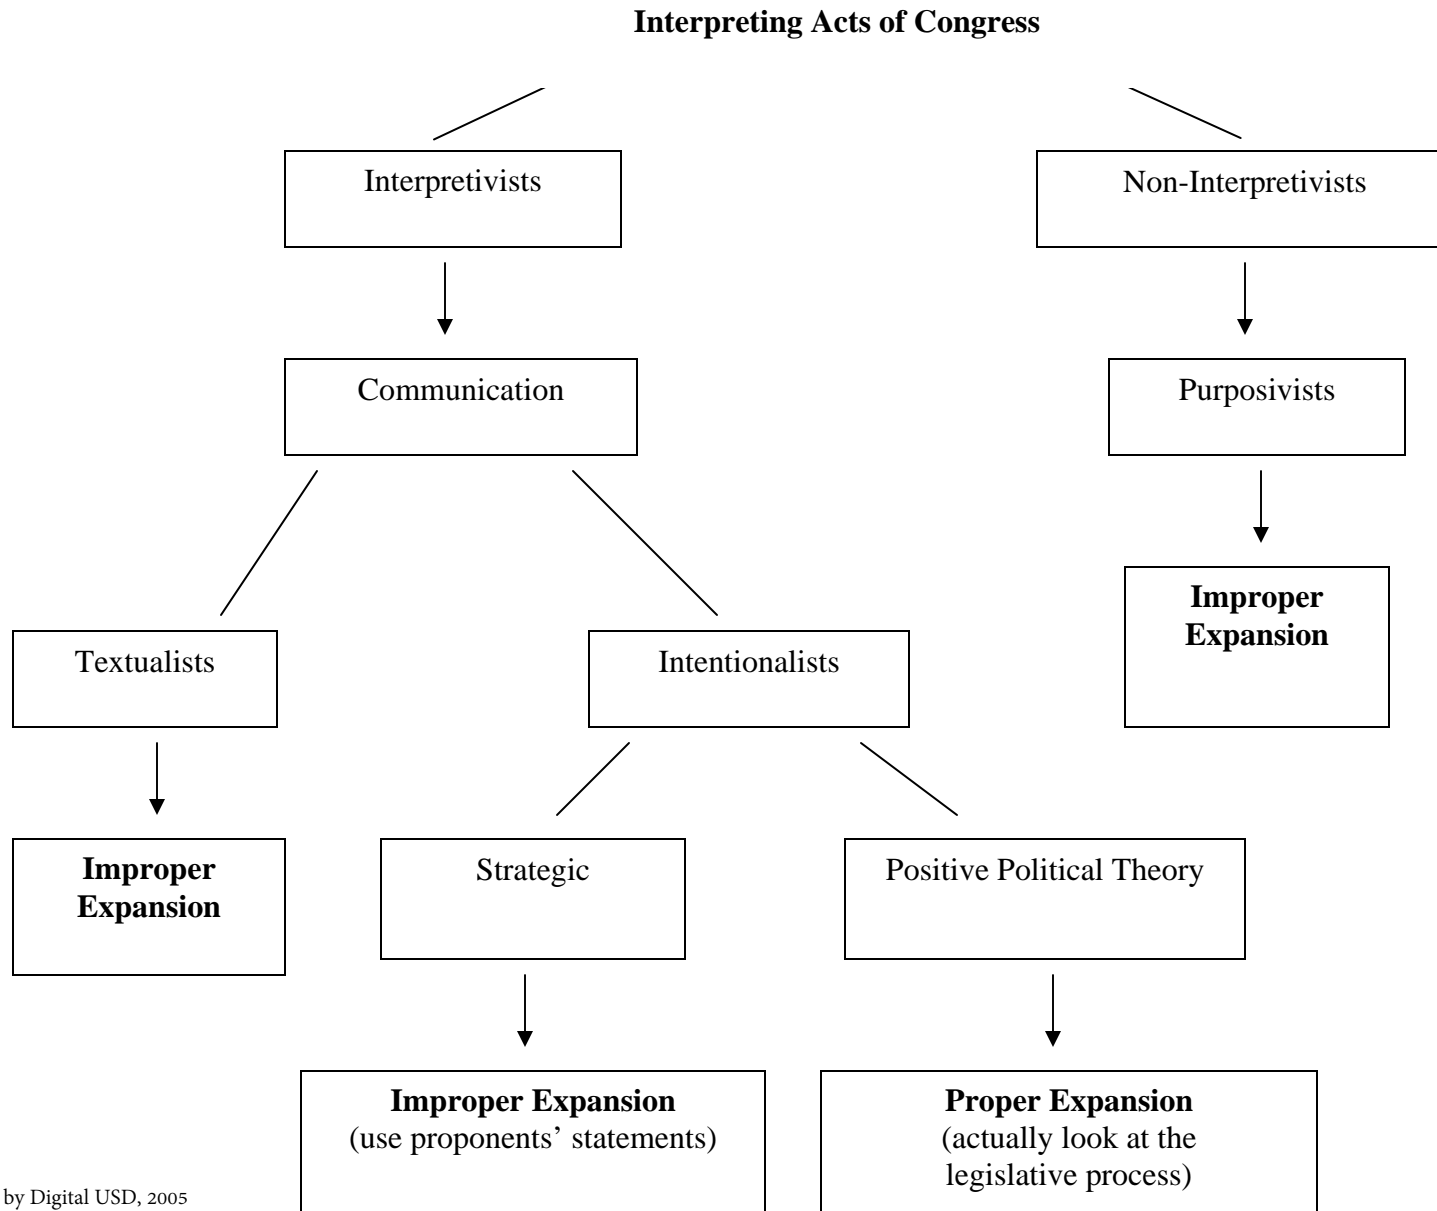 Interpreting Acts of Congress
Interpretivists
Non-Interpretivists
Communication
Purposivists
Improper
Expansion
Textualists
Intentionalists
Improper
Expansion
Strategic
Positive Political Theory
Improper Expansion
(use proponents’ statements)
Proper Expansion
(actually look at the
legislative process)
by Digital USD, 2005